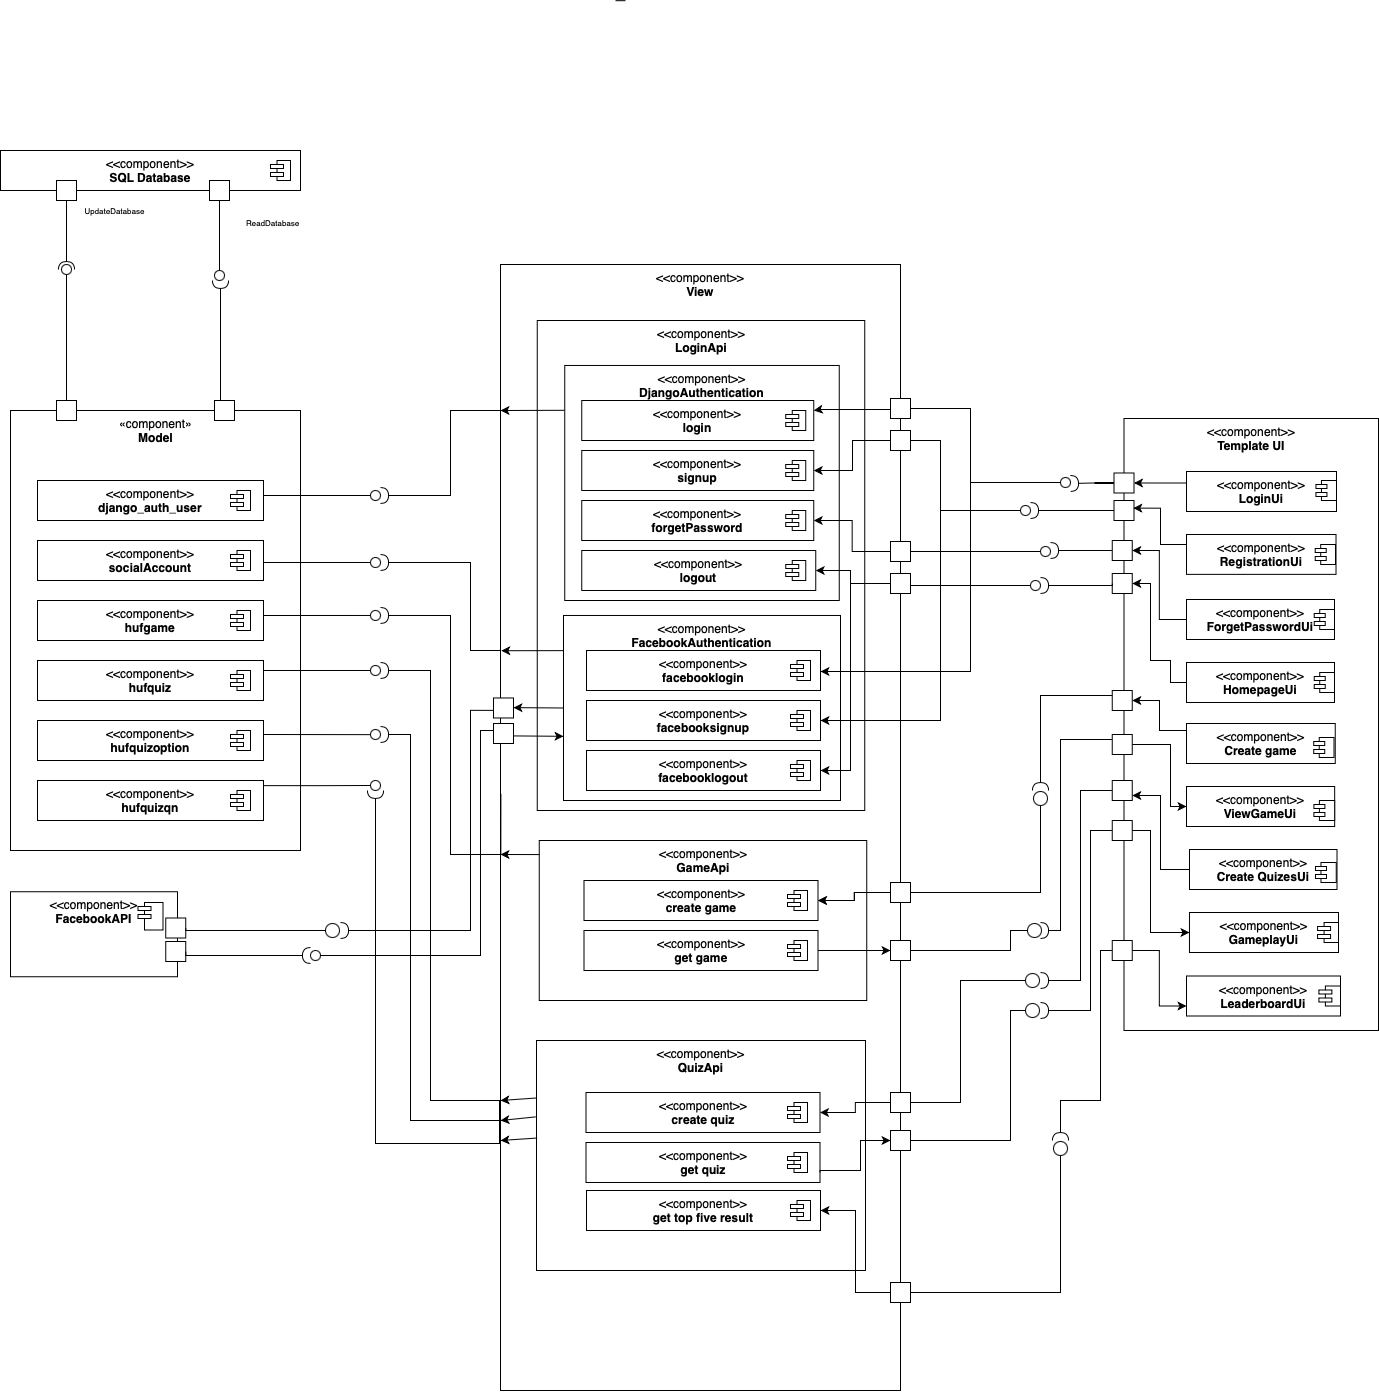 <<component>>
SQL Database
UpdateDatabase
ReadDatabase
«component»
Model
<<component>>
django_auth_user
<<component>>
socialAccount
<<component>>
hufgame
<<component>>
hufquiz
<<component>>
hufquizoption
<<component>>
hufquizqn
<<component>>
FacebookAPI
<<component>>
View
<<component>>
LoginApi
<<component>>
DjangoAuthentication
<<component>>
login
<<component>>
signup
<<component>>
forgetPassword
<<component>>
logout
<<component>>
FacebookAuthentication
<<component>>
facebooklogin
<<component>>
facebooksignup
<<component>>
facebooklogout
<<component>>
GameApi
<<component>>
create game
<<component>>
get game
<<component>>
QuizApi
<<component>>
create quiz
<<component>>
get quiz
<<component>>
get top five result
<<component>>
Template UI
<<component>>
LoginUi
<<component>>
RegistrationUi
<<component>>
ForgetPasswordUi
<<component>>
HomepageUi
<<component>>
Create game
<<component>>
ViewGameUi
<<component>>
Create QuizesUi
<<component>>
GameplayUi
<<component>>
LeaderboardUi